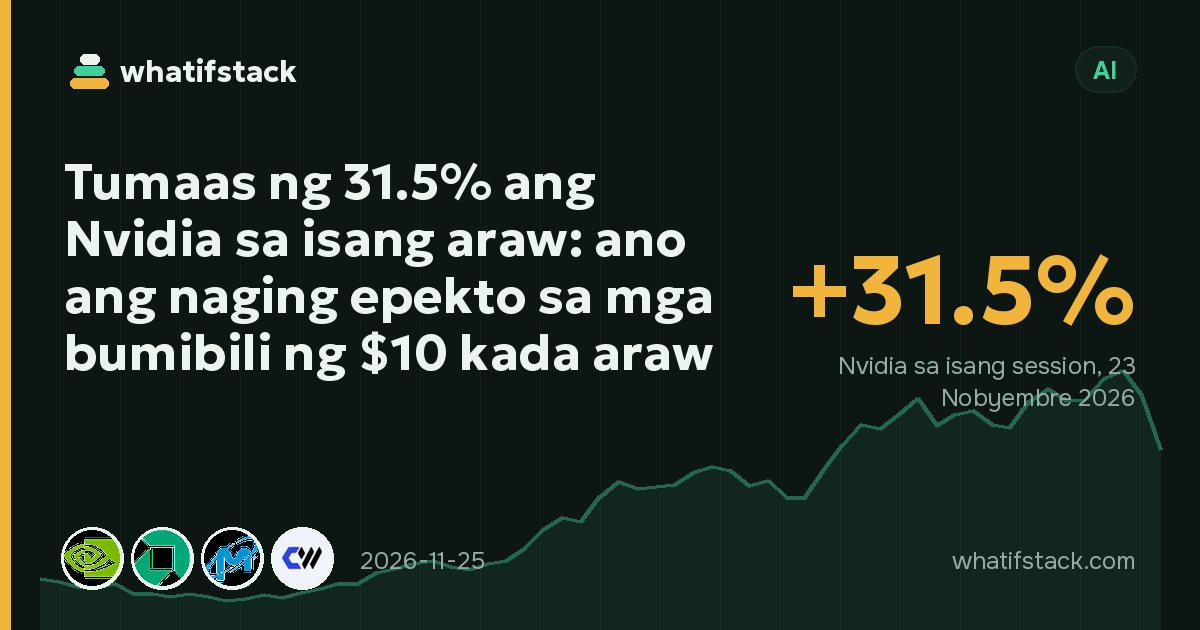 whatifstack
AI
Tumaas ng 31.5% ang
Nvidia sa isang araw: ano
ang naging epekto sa mga
bumibili ng $10 kada araw
+31.5%
Nvidia sa isang session, 23
Nobyembre 2026
CW
2026-11-25
whatifstack.com